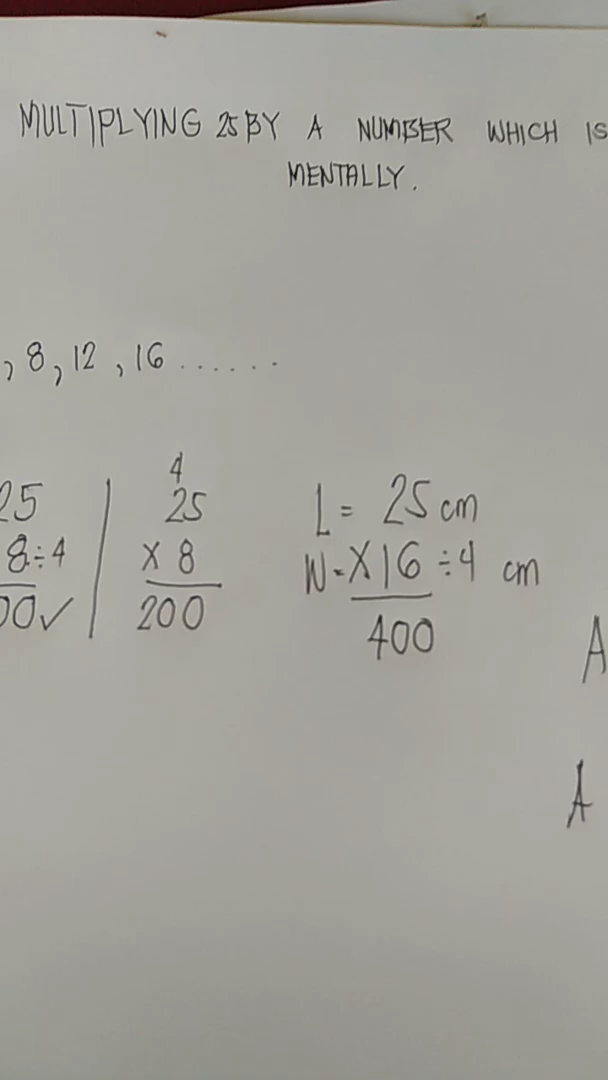 MULTIPLYING 25 BY A NUMBER WHICH IS
MENTALLY.
, 8, 12, 16 ......
25
8÷4
00✓
4
25
X 8
200
L = 25 cm
W = X16 ÷4 cm
400
A
A